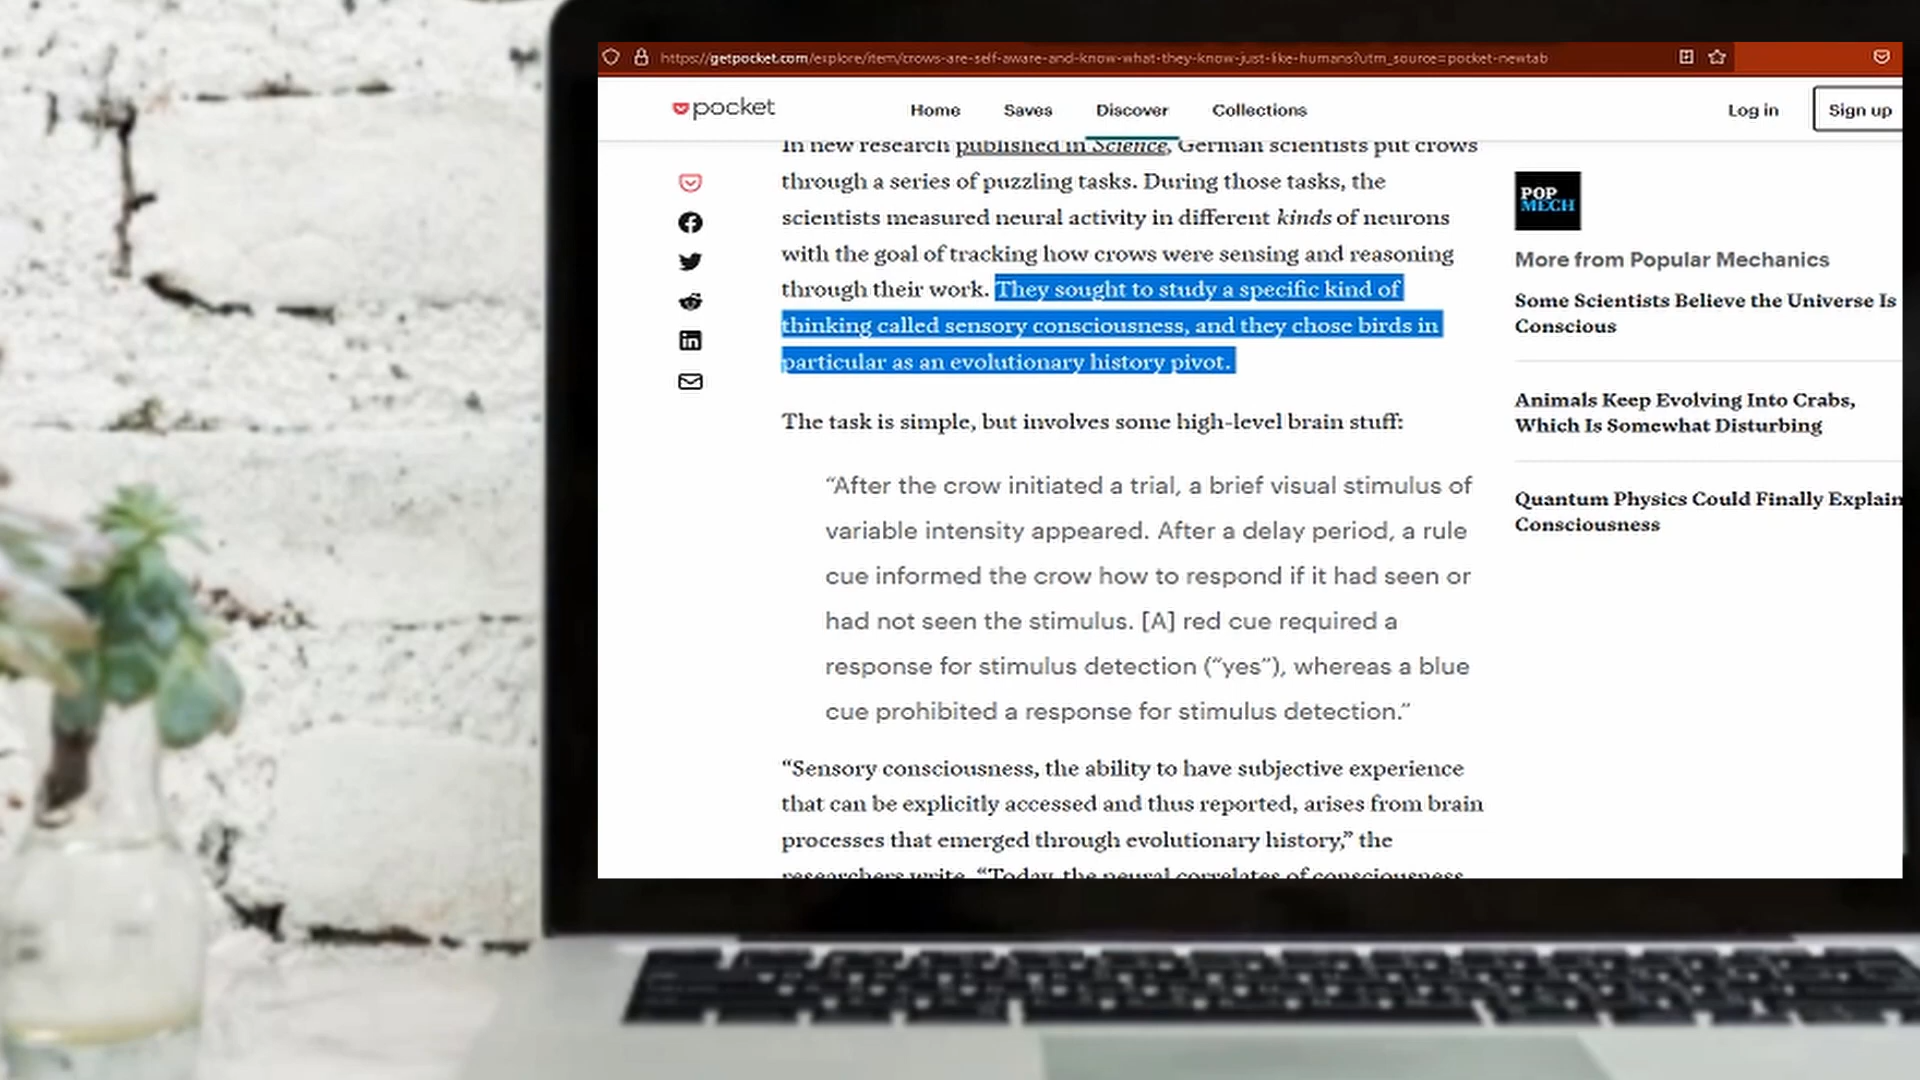 https://getpocket.com/explore/item/crows-are-self-aware-and-know-what-they-know-just-like-humans?utm_source=pocket-newtab
pocket
Home
Saves
Discover
Collections
Log in
Sign up
In new research published in Science, German scientists put crows
through a series of puzzling tasks. During those tasks, the
scientists measured neural activity in different kinds of neurons
with the goal of tracking how crows were sensing and reasoning
through their work. They sought to study a specific kind of
thinking called sensory consciousness, and they chose birds in
particular as an evolutionary history pivot.
The task is simple, but involves some high-level brain stuff:
“After the crow initiated a trial, a brief visual stimulus of
variable intensity appeared. After a delay period, a rule
cue informed the crow how to respond if it had seen or
had not seen the stimulus. [A] red cue required a
response for stimulus detection (“yes”), whereas a blue
cue prohibited a response for stimulus detection.”
“Sensory consciousness, the ability to have subjective experience
that can be explicitly accessed and thus reported, arises from brain
processes that emerged through evolutionary history,” the
researchers write. “Today, the neural correlates of consciousness
POP
MECH
More from Popular Mechanics
Some Scientists Believe the Universe Is
Conscious
Animals Keep Evolving Into Crabs,
Which Is Somewhat Disturbing
Quantum Physics Could Finally Explain
Consciousness